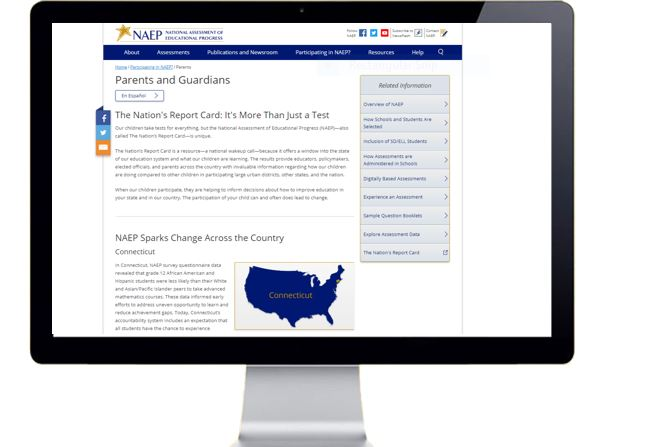 NAEP NATIONAL ASSESSMENT OF
EDUCATIONAL PROGRESS
Follow
NAEP
Subscribe to
Newsflash
Contact
NAEP
About Assessments Publications and Newsroom Participating in NAEP? Resources Help
Home / Participating in NAEP? / Parents
Parents and Guardians
En Español
The Nation's Report Card: It's More Than Just a Test
Our children take tests for everything, but the National Assessment of Educational Progress (NAEP)—also
called The Nation's Report Card—is unique.
The Nation's Report Card is a resource—a national wakeup call—because it offers a window into the state
of our education system and what our children are learning. The results provide educators, policymakers,
elected officials, and parents across the country with invaluable information regarding how our children
are doing compared to other children in participating large urban districts, other states, and the nation.
When our children participate, they are helping to inform decisions about how to improve education in
your state and in our country. The participation of your child can and often does lead to change.
NAEP Sparks Change Across the Country
Connecticut
In Connecticut, NAEP survey questionnaire data
revealed that grade 12 African American and
Hispanic students were less likely than their White
and Asian/Pacific Islander peers to take advanced
mathematics courses. These data informed early
efforts to address uneven opportunity to learn and
reduce achievement gaps. Today, Connecticut's
accountability system includes an expectation that
all students have the chance to experience
Connecticut
Related Information
Overview of NAEP
How Schools and Students Are
Selected
Inclusion of SD/ELL Students
How Assessments are
Administered in Schools
Digitally Based Assessments
Experience an Assessment
Sample Question Booklets
Explore Assessment Data
The Nation's Report Card